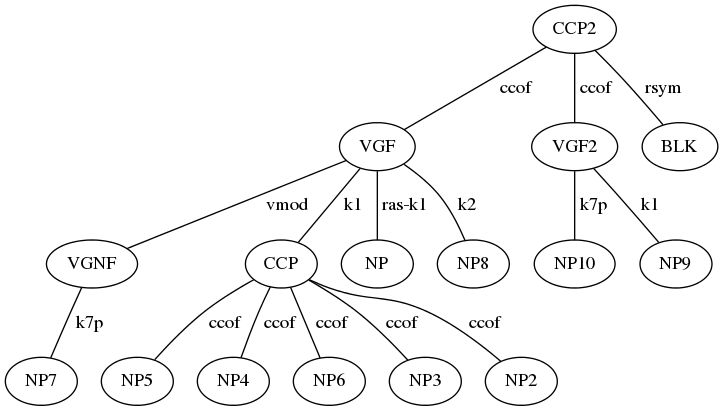 CCP2
ccof ccof rsym
VGF VGF2 BLK
vmod k1 ras-k1 k2 k7p k1
VGNF CCP NP NP8 NP10 NP9
k7p ccof ccof ccof ccof ccof
NP7 NP5 NP4 NP6 NP3 NP2